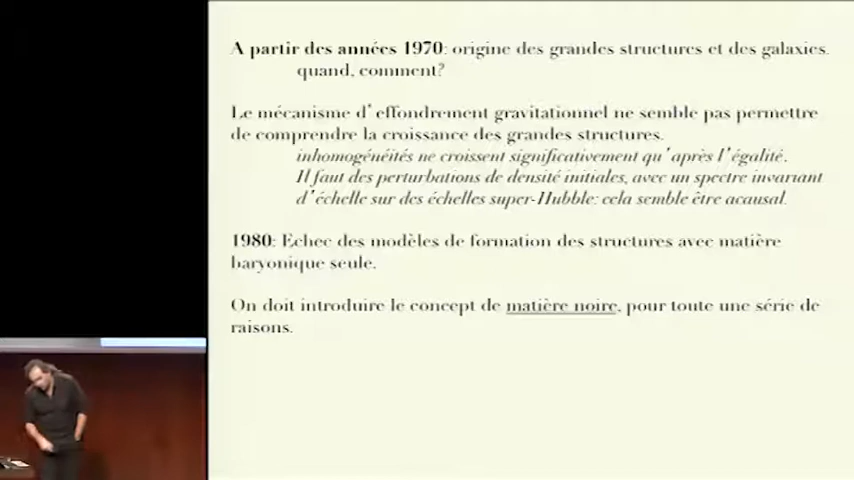 A partir des années 1970: origine des grandes structures et des galaxies.
quand, comment?
Le mécanisme d'effondrement gravitationnel ne semble pas permettre
de comprendre la croissance des grandes structures.
inhomogénéités ne croissent significativement qu'après l'égalité.
Il faut des perturbations de densité initiales, avec un spectre invariant
d'échelle sur des échelles super-Hubble: cela semble être acausal.
1980: Echec des modèles de formation des structures avec matière
baryonique seule.
On doit introduire le concept de matière noire, pour toute une série de
raisons.